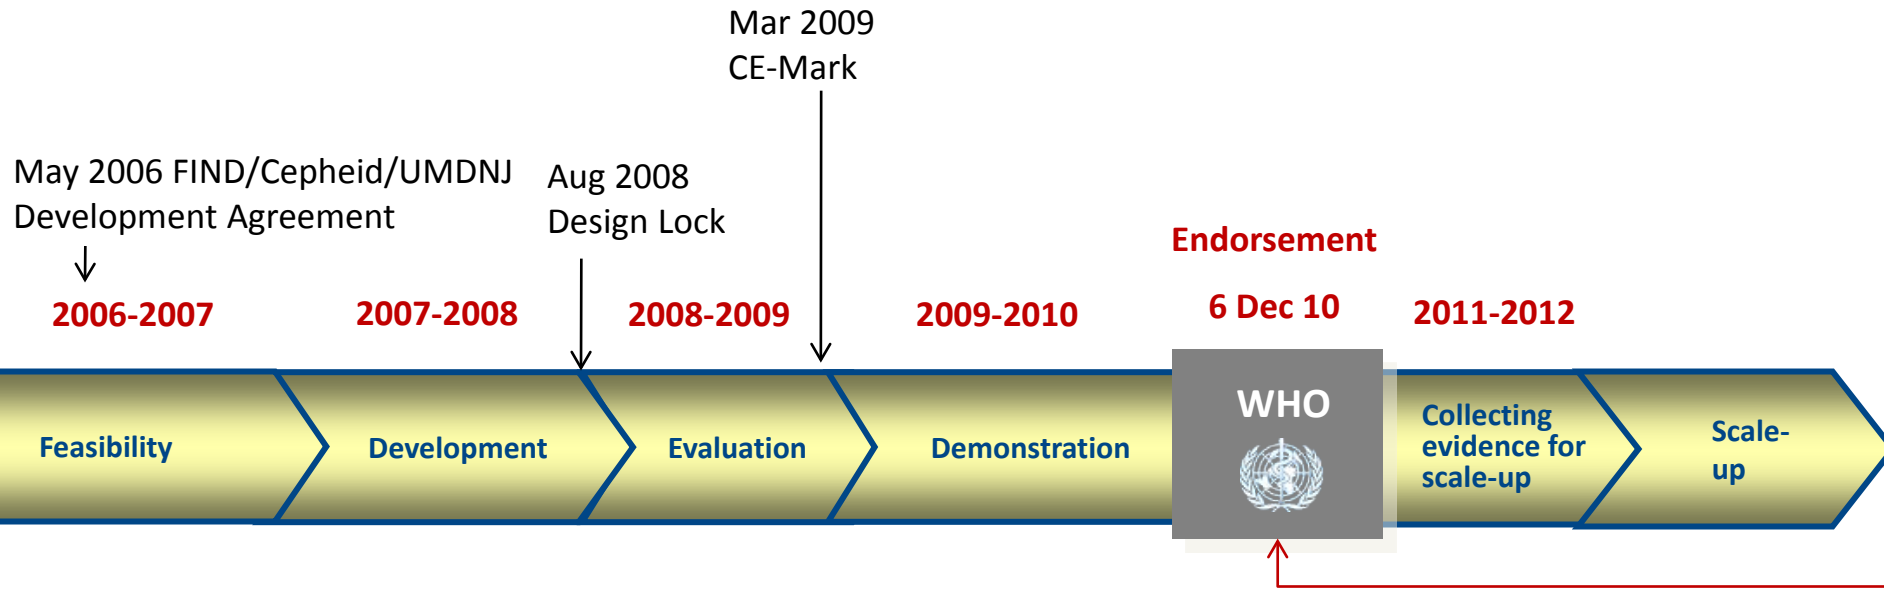 Mar 2009
CE-Mark
May 2006 FIND/Cepheid/UMDNJ
Development Agreement
Aug 2008
Design Lock
Endorsement
2006-2007
2007-2008
2008-2009
2009-2010
6 Dec 10
2011-2012
Feasibility
Development
Evaluation
Demonstration
WHO
Collecting
evidence for
scale-up
Scale-
up